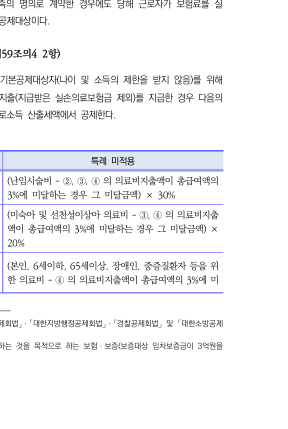 측의 명의로 계약한 경우에도 당해 근로자가 보험료를 실
공제대상이다.
59조의4 2항)
기본공제대상자(나이 및 소득의 제한을 받지 않음)를 위해
지출(지급받은 실손의료보험금 제외)를 지급한 경우 다음의
로소득 산출세액에서 공제한다.
특례 미적용
(난임시술비 - ②, ③, ④ 의 의료비지출액이 총급여액의
3%에 미달하는 경우 그 미달금액) × 30%
(미숙아 및 선천성이상아 의료비 - ③, ④ 의 의료비지출
액이 총급여액의 3%에 미달하는 경우 그 미달금액) ×
20%
(본인, 6세이하, 65세이상, 장애인, 중증질환자 등을 위
한 의료비 - ④ 의 의료비지출액이 총급여액의 3%에 미
제회법」·「대한지방행정공제회법」·「경찰공제회법」 및 「대한소방공제
하는 것을 목적으로 하는 보험·보증(보증대상 임차보증금이 3억원을